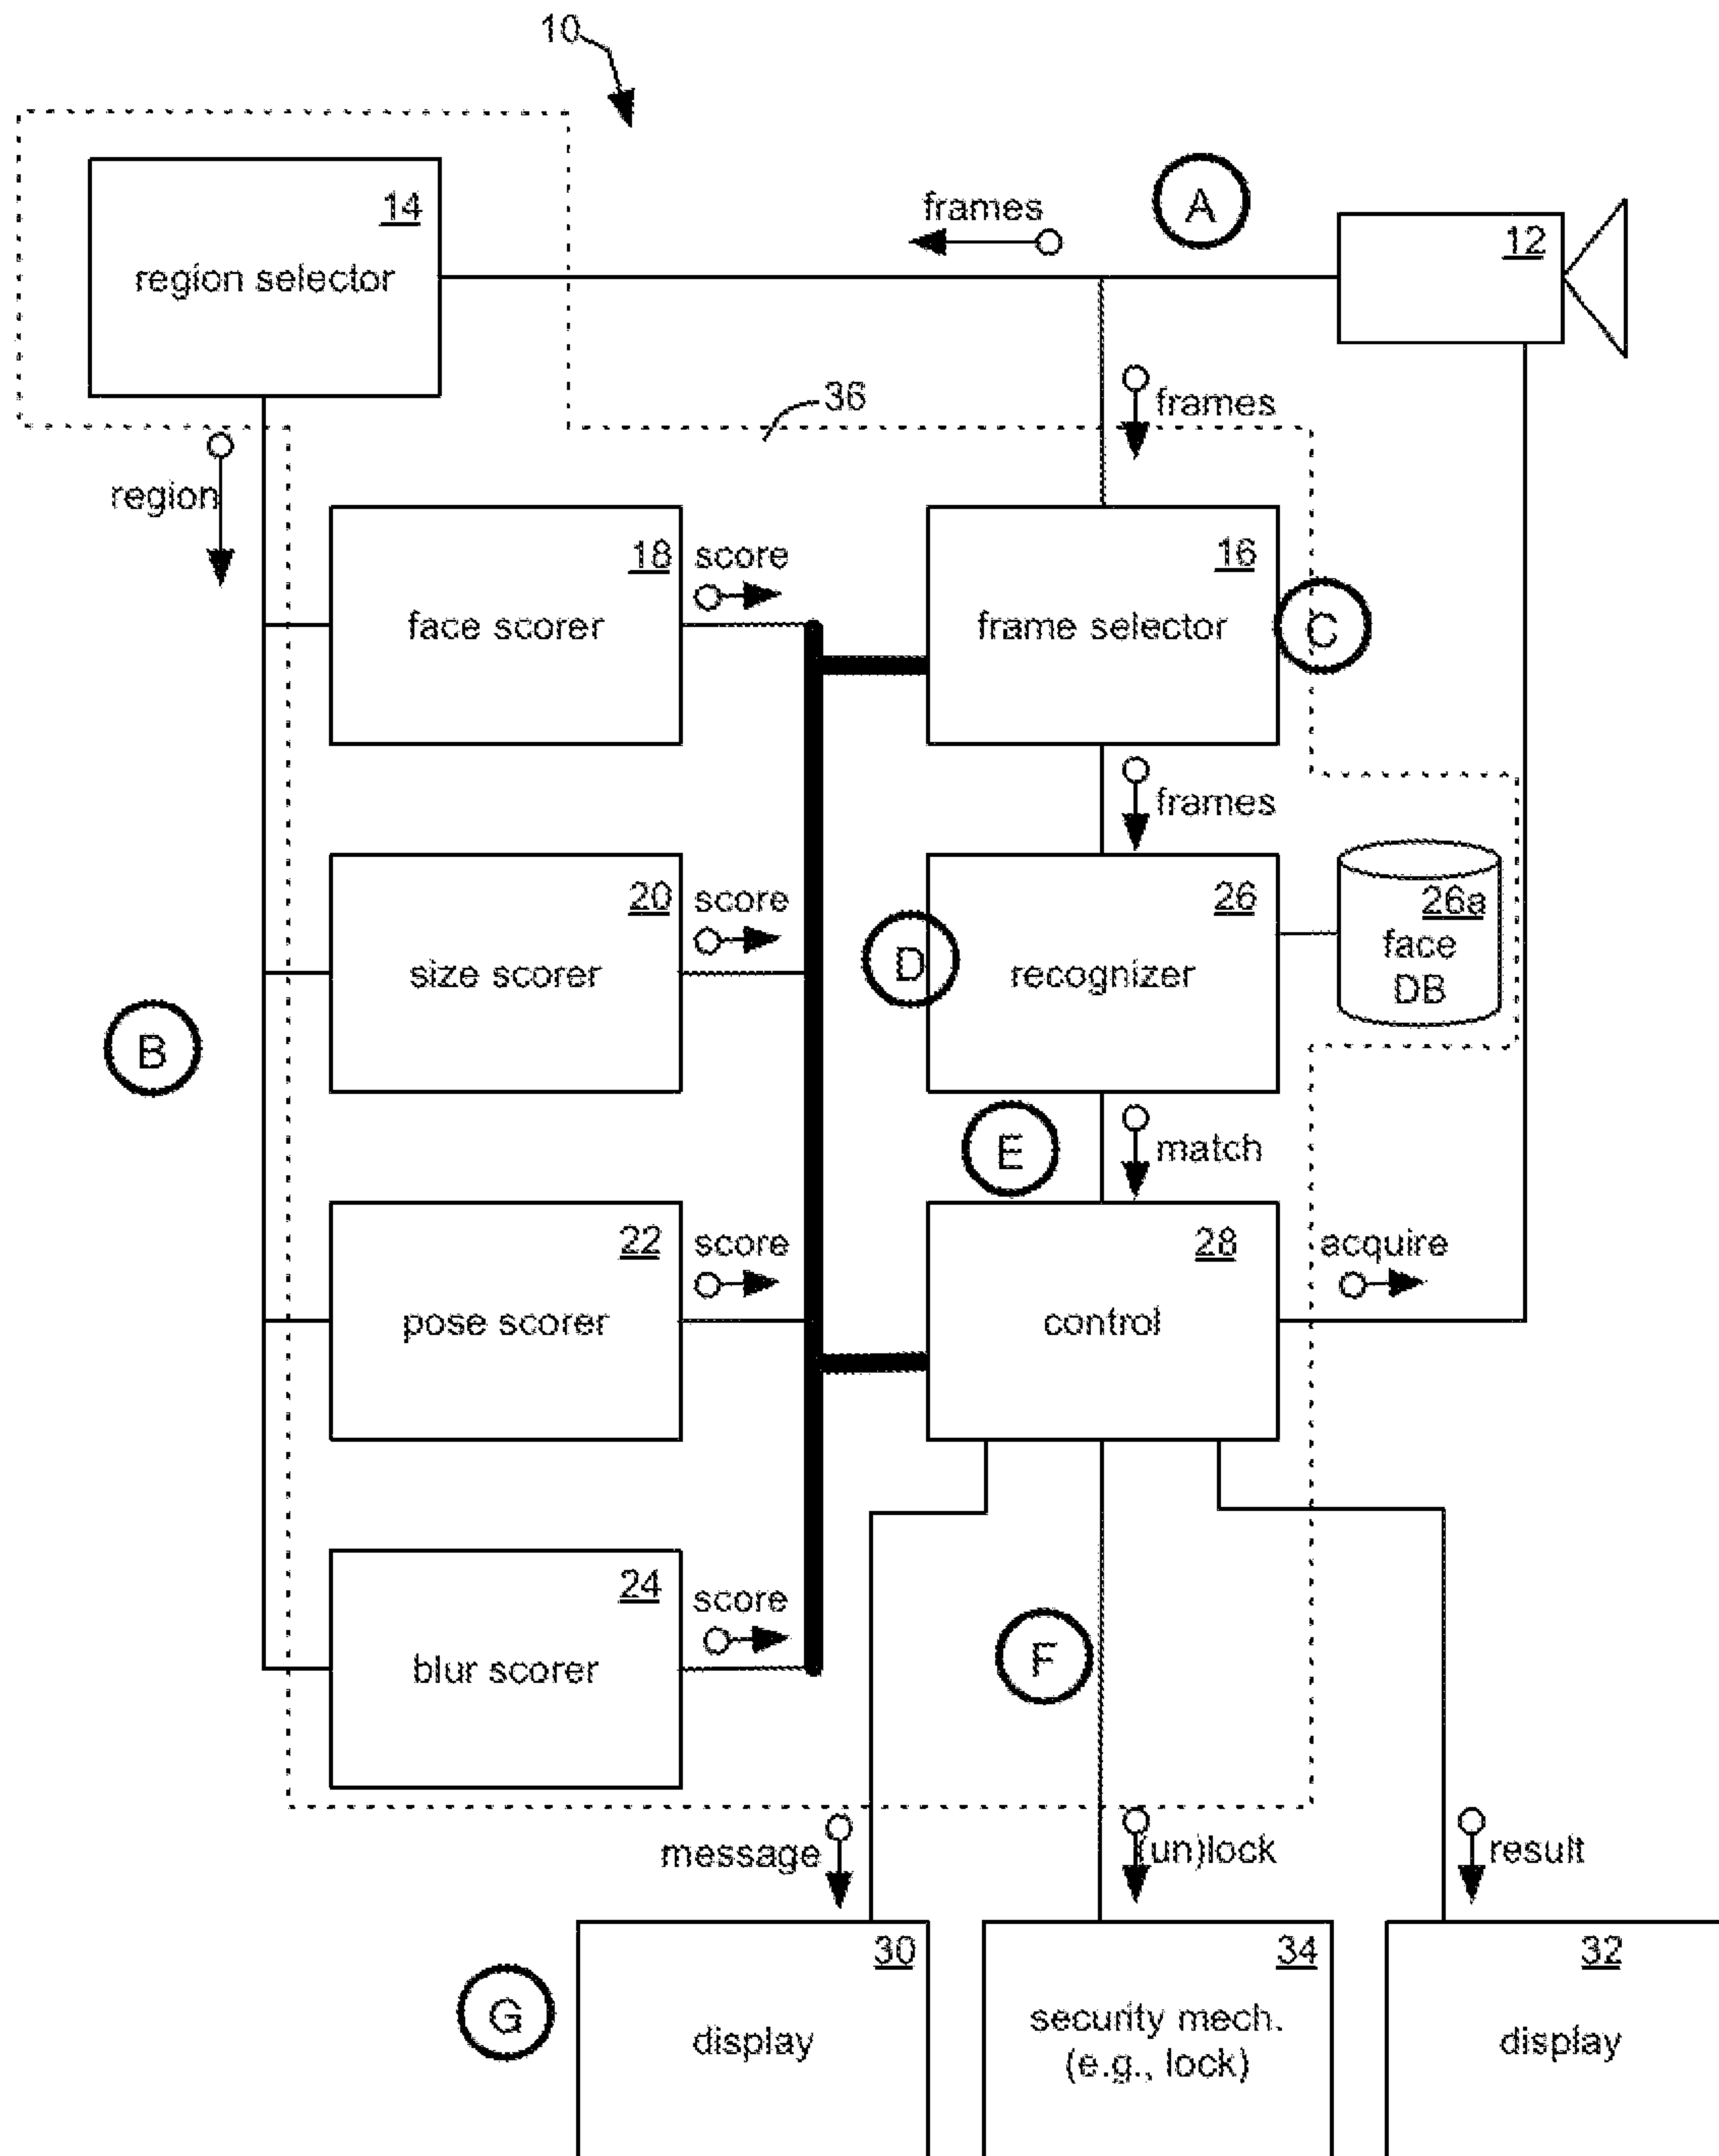 10
14
region selector
frames
A
12
36
frames
region
18
face scorer
score
16
frame selector
C
frames
20
size scorer
score
D
26
recognizer
26a
face
DB
B
E
match
22
pose scorer
score
28
control
acquire
24
blur scorer
score
F
message
(un)lock
result
G
30
display
34
security mech.
(e.g., lock)
32
display